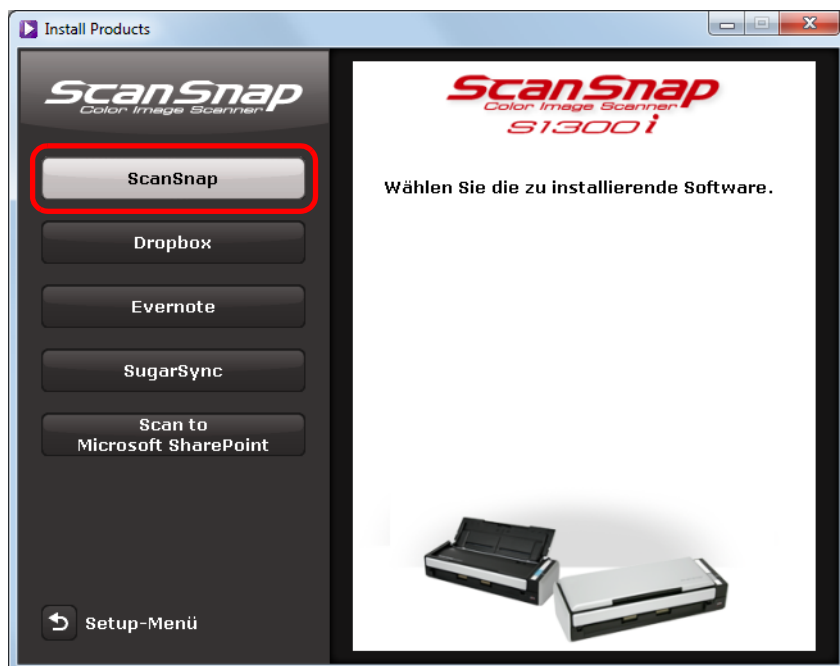 Install Products
ScanSnap
Color Image Scanner
ScanSnap
Dropbox
Evernote
SugarSync
Scan to
Microsoft SharePoint
Setup-Menü
ScanSnap
Color Image Scanner
S1300i
Wählen Sie die zu installierende Software.